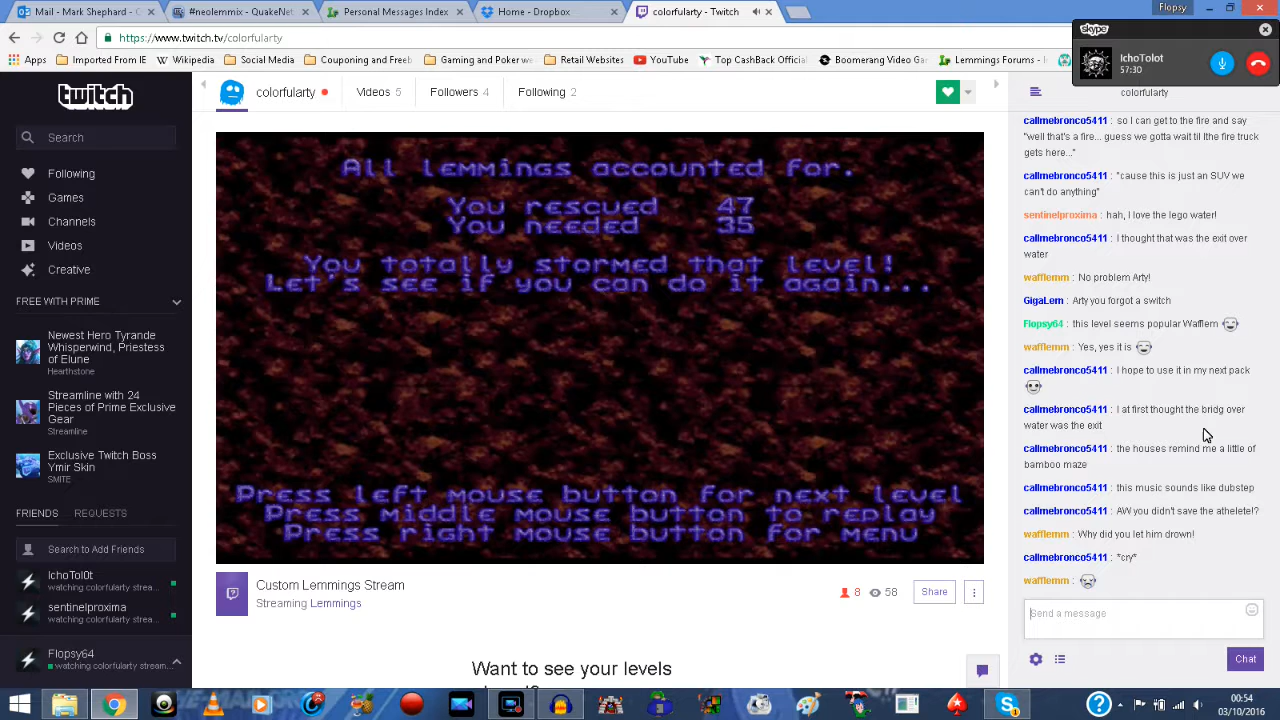 Mail - Mark Shepherd - O
#nedmons - QuakeNet
Personal Messages Index
Home - Dropbox
colorfularty - Twitch
Flopsy
https://www.twitch.tv/colorfularty
Apps
Imported From IE
Wikipedia
Gaming and Poker we
Retail Websites
YouTube
Top CashBack Offici
Boomerang Video Gar
Lemmings Forums - In
skype
IchoTolot
57:30
twitch
Search
Following
Games
Channels
Videos
Creative
FREE WITH PRIME
Newest Hero Tyrande
Whisperwind, Priestess
of Elune
Hearthstone
Streamline with 24
Pieces of Prime Exclusive
Gear
Streamline
Exclusive Twitch Boss
Ymir Skin
SMITE
FRIENDS
REQUESTS
Search to Add Friends
IchoTol0t
watching colorfularty strea...
sentinelproxima
watching colorfularty strea...
Flopsy64
watching colorfularty stream...
colorfularty
Videos 5
Followers 4
Following 2
All lemmings accounted for.
You rescued 47
You needed 35
You totally stormed that level!
Let's see if you can do it again...
Press left mouse button for next level
Press middle mouse button to replay
Press right mouse button for menu
Custom Lemmings Stream
Streaming Lemmings
8
58
Share
Want to see your levels
colorfularty
callmebronco5411 : so I can get to the fire and say
"well that's a fire... guess we gotta wait til lthe fire truck
gets here..."
callmebronco5411 : "cause this is just an SUV we
can't do anything"
sentinelproxima : hah, I love the lego water!
callmebronco5411 : I thought that was the exit over
water
wafflemm : No problem Arty!
GigaLem : Arty you forgot a switch
Flopsy64 : this level seems popular Wafflem
wafflemm : Yes, yes it is
callmebronco5411 : I hope to use it in my next pack
callmebronco5411 : I at first thought the bridg over
water was the exit
callmebronco5411 : the houses remind me a little of
bamboo maze
callmebronco5411 : this music sounds like dubstep
callmebronco5411 : AW you didn't save the athelete!?
wafflemm : Why did you let him drown!
callmebronco5411 : *cry*
wafflemm :
Send a message
Chat
00:54
03/10/2016